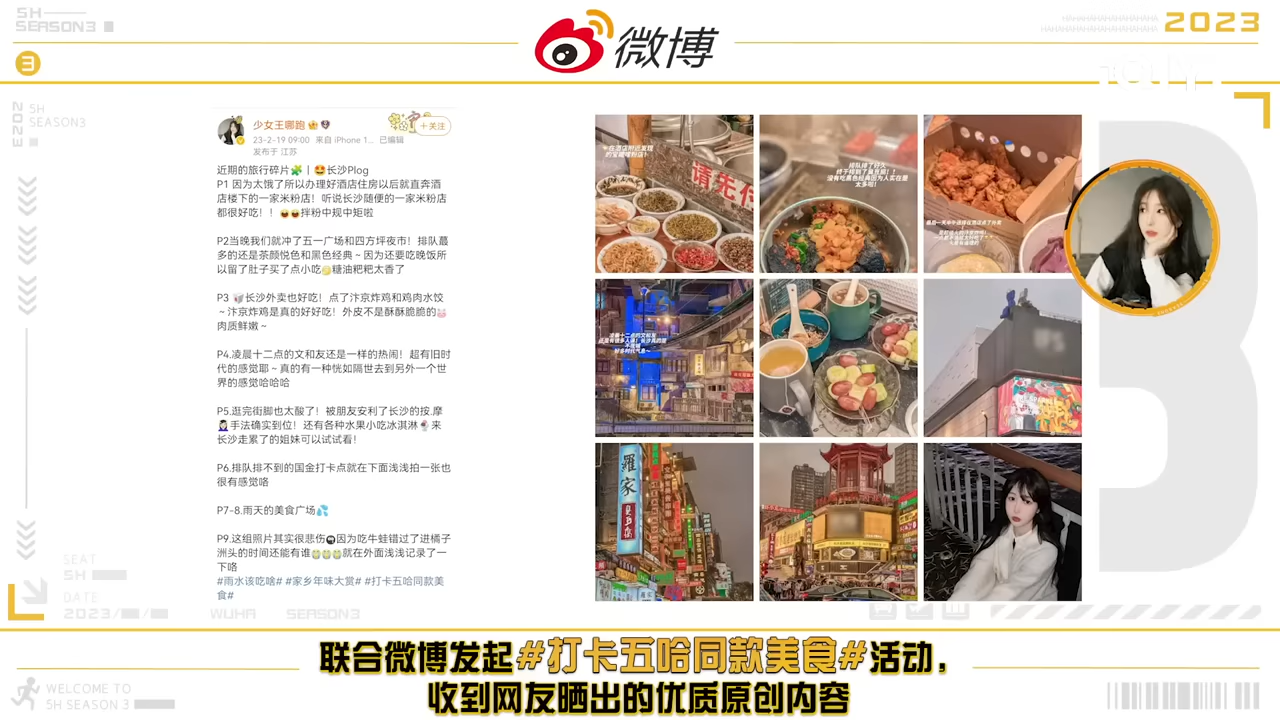 5H
SEASON3
微博
2023
3
2023
5H
SEASON3
少女王哪跑
23-2-19 09:00 来自 iPhone 1... 已编辑
发布于 江苏
+关注
近期的旅行碎片｜长沙Plog
P1 因为太饿了所以办理好酒店住房以后就直奔酒
店楼下的一家米粉店！听说长沙随便的一家米粉店
都很好吃！！拌粉中规中矩啦
P2当晚我们就冲了五一广场和四方坪夜市！排队蕞
多的还是茶颜悦色和黑色经典～因为还要吃晚饭所
以留了肚子买了点小吃糖油粑粑太香了
P3 长沙外卖也好吃！点了汴京炸鸡和鸡肉水饺
～汴京炸鸡是真的好好吃！外皮不是酥酥脆脆的
肉质鲜嫩～
P4.凌晨十二点的文和友还是一样的热闹！超有旧时
代的感觉耶～真的有一种恍如隔世去到另外一个世
界的感觉哈哈哈
P5.逛完街脚也太酸了！被朋友安利了长沙的按.摩
手法确实到位！还有各种水果小吃冰淇淋来
长沙走累了的姐妹可以试试看！
P6.排队排不到的国金打卡点就在下面浅浅拍一张也
很有感觉咯
P7-8.雨天的美食广场
P9.这组照片其实很悲伤因为吃牛蛙错过了进橘子
洲头的时间还能有谁就在外面浅浅记录了一
下咯
#雨水该吃啥# #家乡年味大赏# #打卡五哈同款美
食#
请先付
排队排了好久
羅家
SEAT
5H
DATE
2023/
WUHA
SEASON3
联合微博发起#打卡五哈同款美食#活动，
收到网友晒出的优质原创内容
WELCOME TO
5H SEASON 3